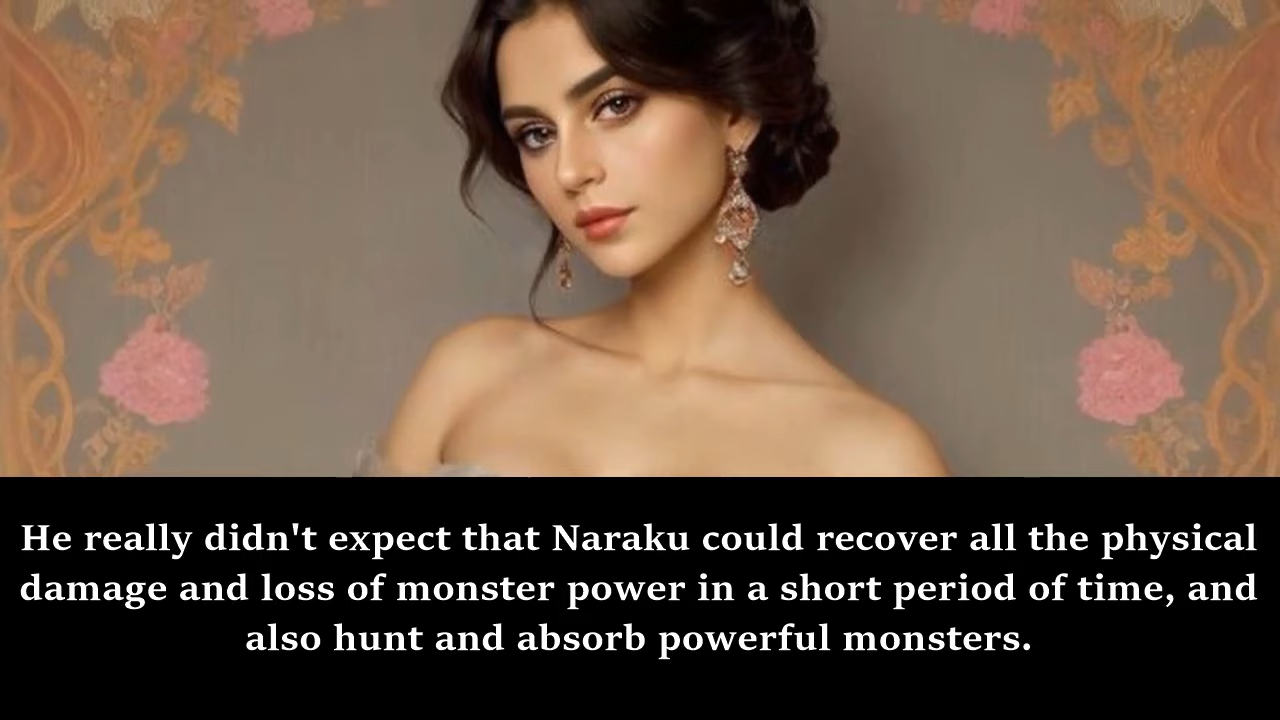 He really didn't expect that Naraku could recover all the physical
damage and loss of monster power in a short period of time, and
also hunt and absorb powerful monsters.